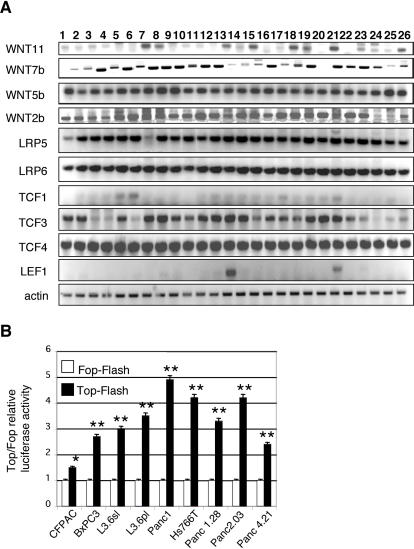 A
1 2 3 4 5 6 7 8 9 10 11 12 13 14 15 16 17 18 19 20 21 22 23 24 25 26
WNT11
WNT7b
WNT5b
WNT2b
LRP5
LRP6
TCF1
TCF3
TCF4
LEF1
actin
B
Top/Fop relative
luciferase activity
6
5
4
3
2
1
0
Fop-Flash
Top-Flash
*
**
**
**
**
**
**
**
**
CFPAC
BxPC3
L3.6sl
L3.6pl
Panc1
Hs766T
Panc 1.28
Panc2.03
Panc 4.21